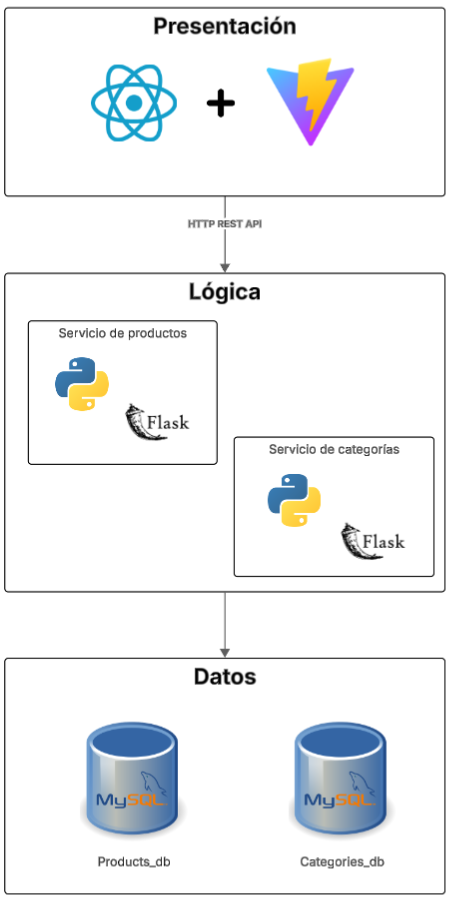 Presentación
HTTP REST API
Lógica
Servicio de productos
Flask
Servicio de categorías
Flask
Datos
MySQL
MySQL
Products_db
Categories_db